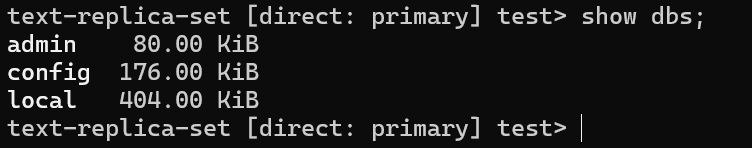 text-replica-set [direct: primary] test> show dbs;
admin    80.00 KiB
config  176.00 KiB
local   404.00 KiB
text-replica-set [direct: primary] test>